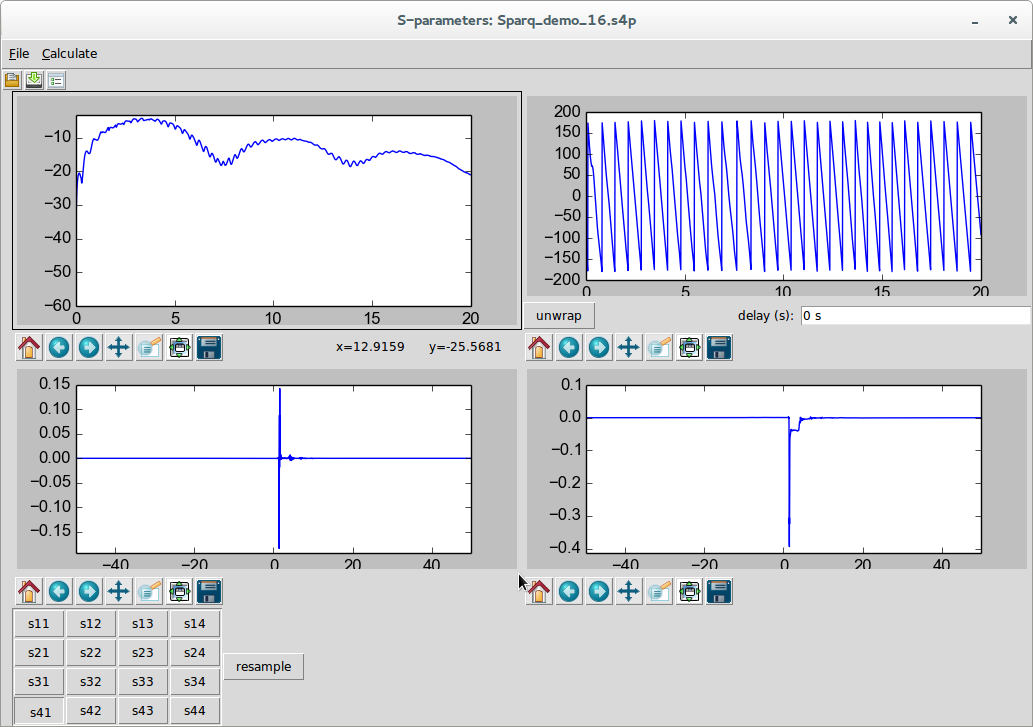 S-parameters: Sparq_demo_16.s4p
File Calculate
−10
−20
−30
−40
−50
−60
0 5 10 15 20
200
150
100
50
0
−50
−100
−150
−200
0 5 10 15 20
unwrap delay (s): 0 s
x=12.9159 y=-25.5681
0.15
0.10
0.05
0.00
−0.05
−0.10
−0.15
−40 −20 0 20 40
0.1
0.0
−0.1
−0.2
−0.3
−0.4
−40 −20 0 20 40
s11 s12 s13 s14
s21 s22 s23 s24
s31 s32 s33 s34
s41 s42 s43 s44
resample